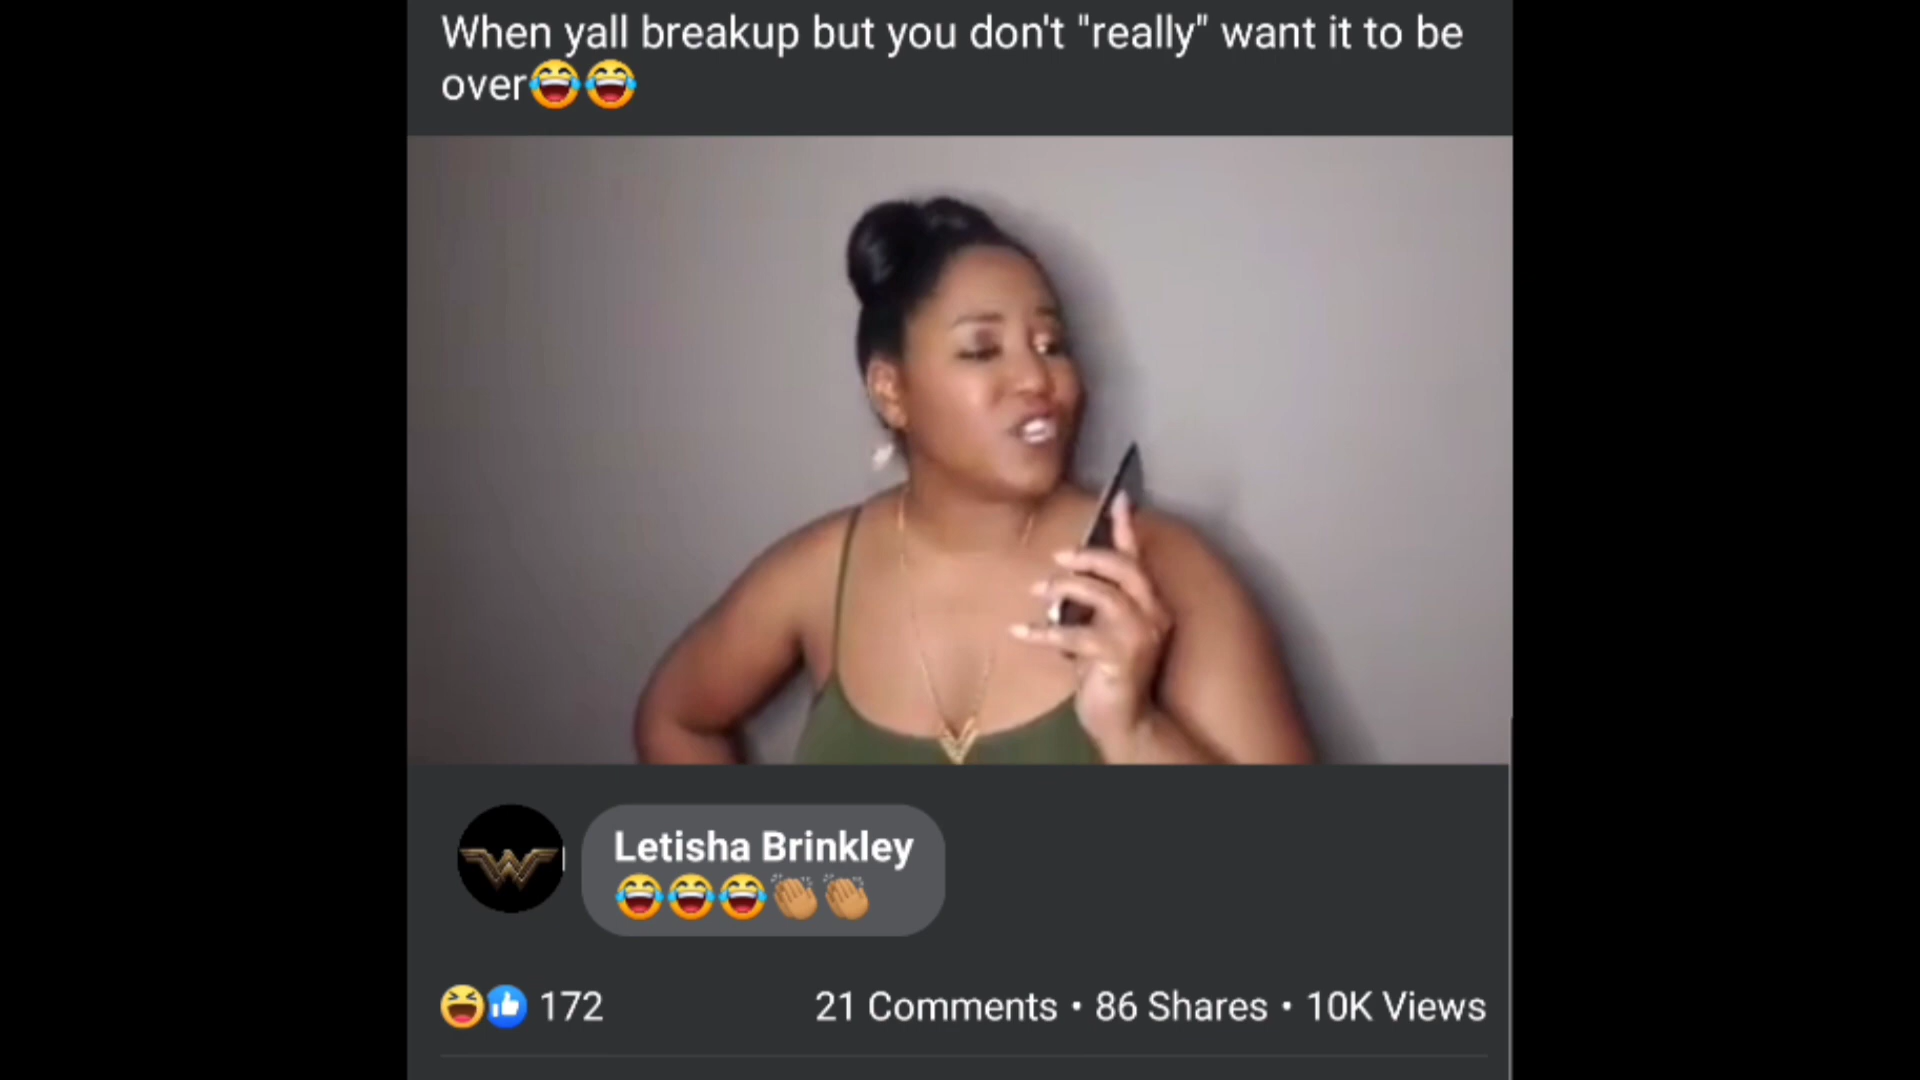 When yall breakup but you don't "really" want it to be
over😂😂
Letisha Brinkley
😂😂😂👏🏽👏🏽
172
21 Comments • 86 Shares • 10K Views